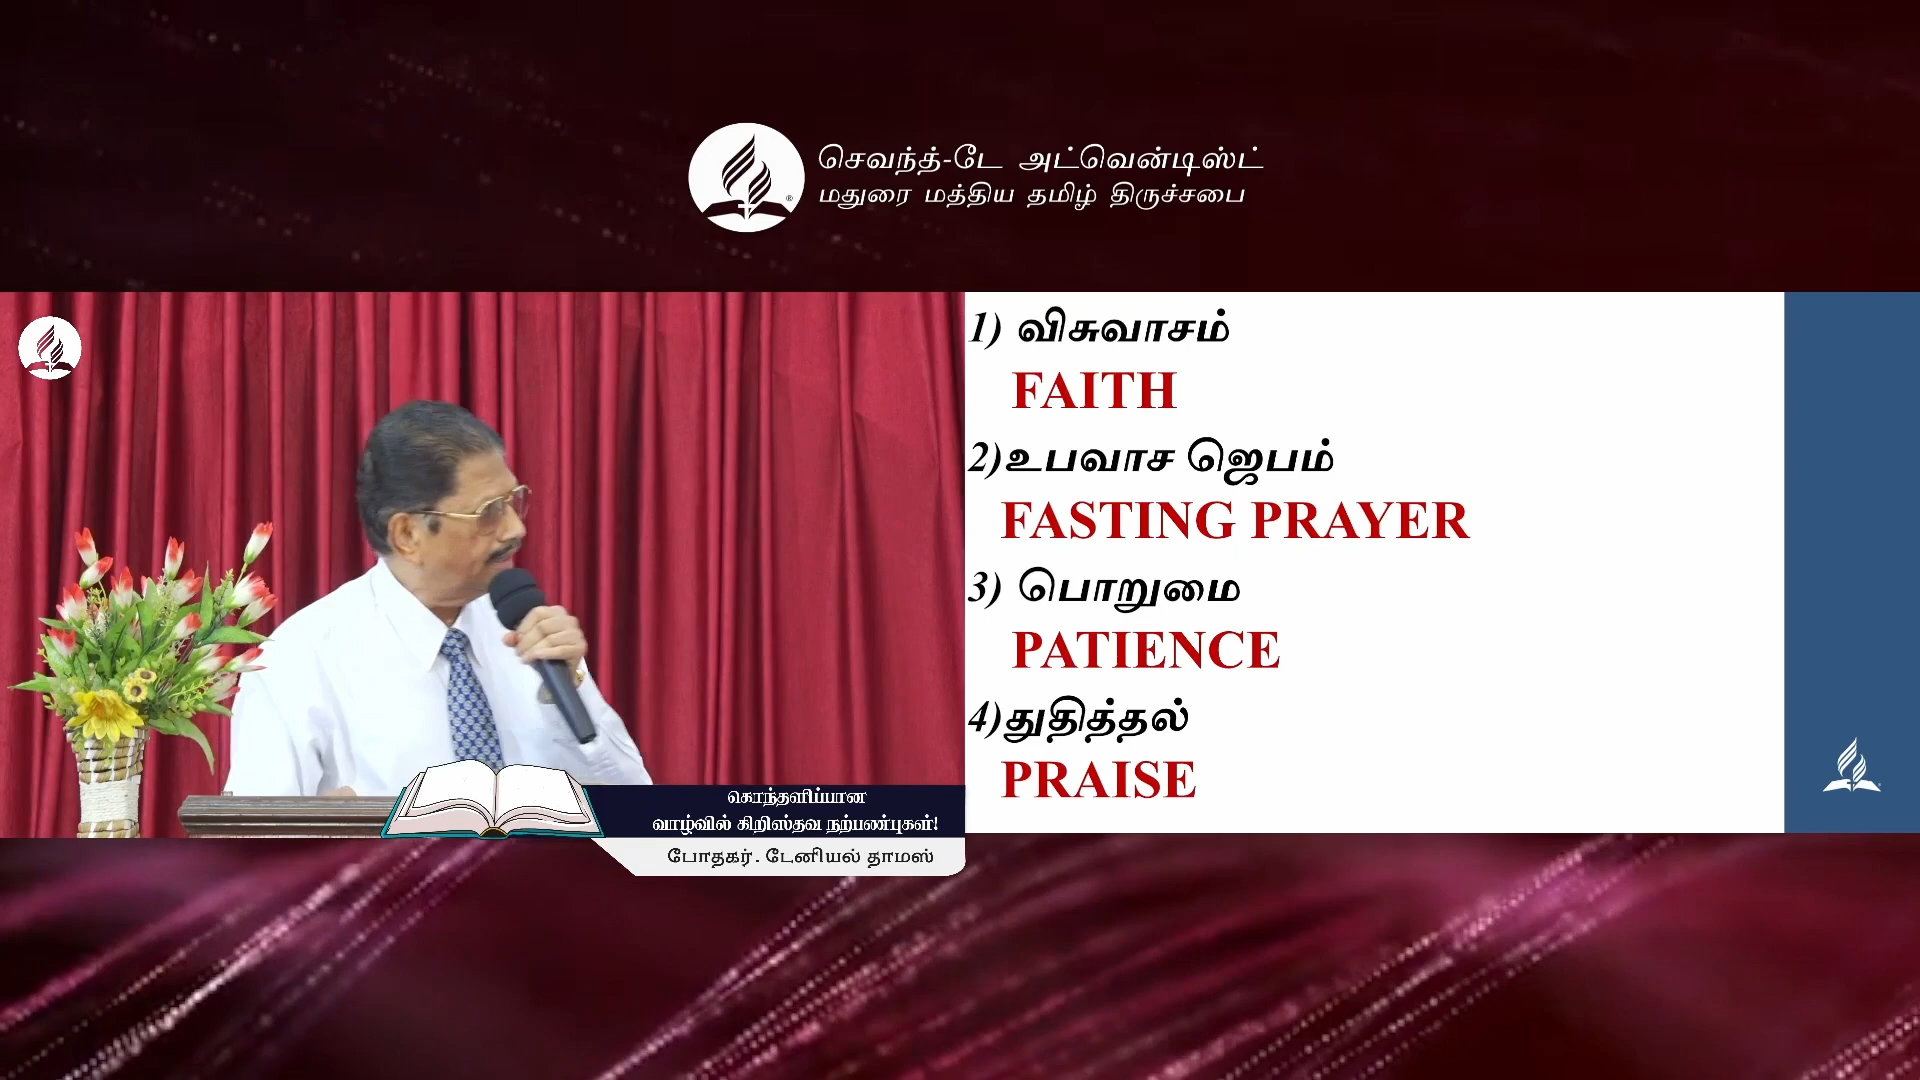 செவந்த்-டே அட்வென்டிஸ்ட்
மதுரை மத்திய தமிழ் திருச்சபை
1) விசுவாசம்
FAITH
2)உபவாச ஜெபம்
FASTING PRAYER
3) பொறுமை
PATIENCE
4)துதித்தல்
PRAISE
கொந்தளிப்பான
வாழ்வில் கிறிஸ்தவ நற்பண்புகள்!
போதகர். டேனியல் தாமஸ்